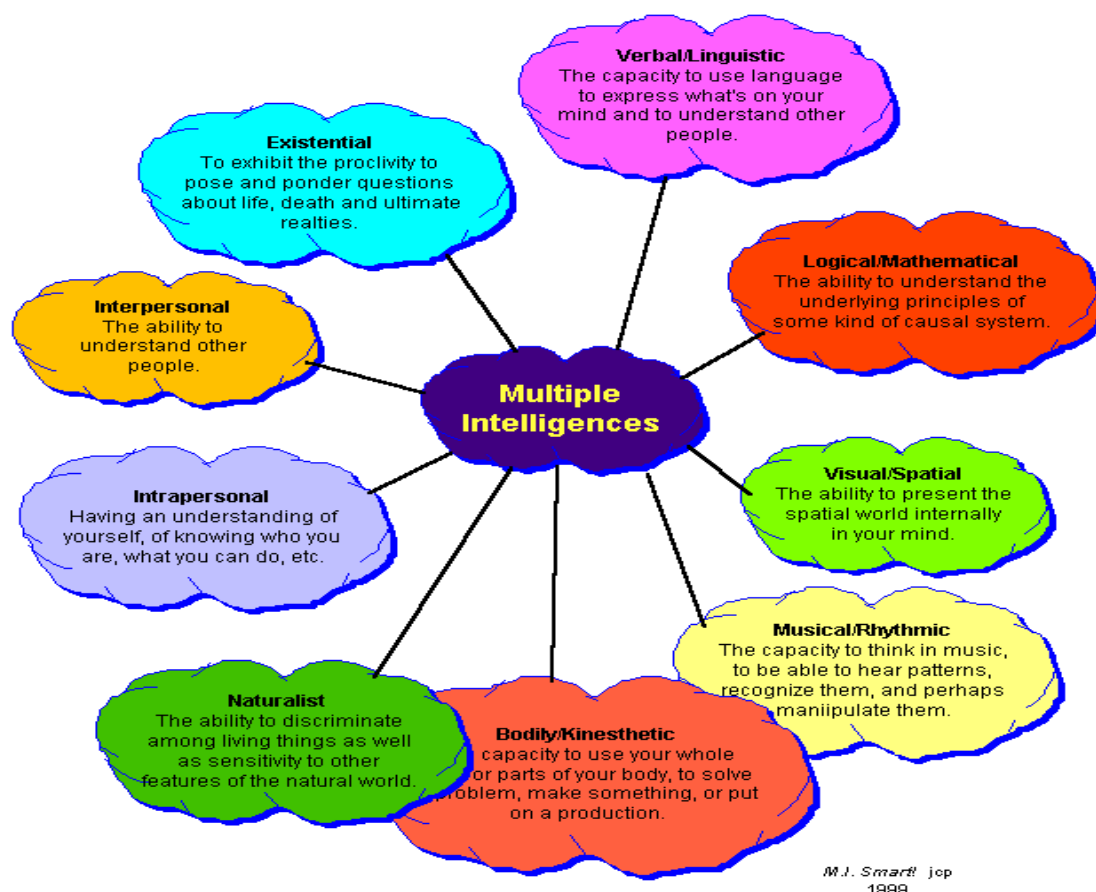 Verbal/Linguistic
The capacity to use language
to express what's on your
mind and to understand other
people.
Existential
To exhibit the proclivity to
pose and ponder questions
about life, death and ultimate
realties.
Logical/Mathematical
The ability to understand the
underlying principles of
some kind of causal system.
Interpersonal
The ability to
understand other
people.
Multiple
Intelligences
Visual/Spatial
The ability to present the
spatial world internally
in your mind.
Intrapersonal
Having an understanding of
yourself, of knowing who you
are, what you can do, etc.
Musical/Rhythmic
The capacity to think in music,
to be able to hear patterns,
recognize them, and perhaps
maniipulate them.
Naturalist
The ability to discriminate
among living things as well
as sensitivity to other
features of the natural world.
Bodily/Kinesthetic
capacity to use your whole
or parts of your body, to solve
problem, make something, or put
on a production.
M.I. Smart! jcp
1999